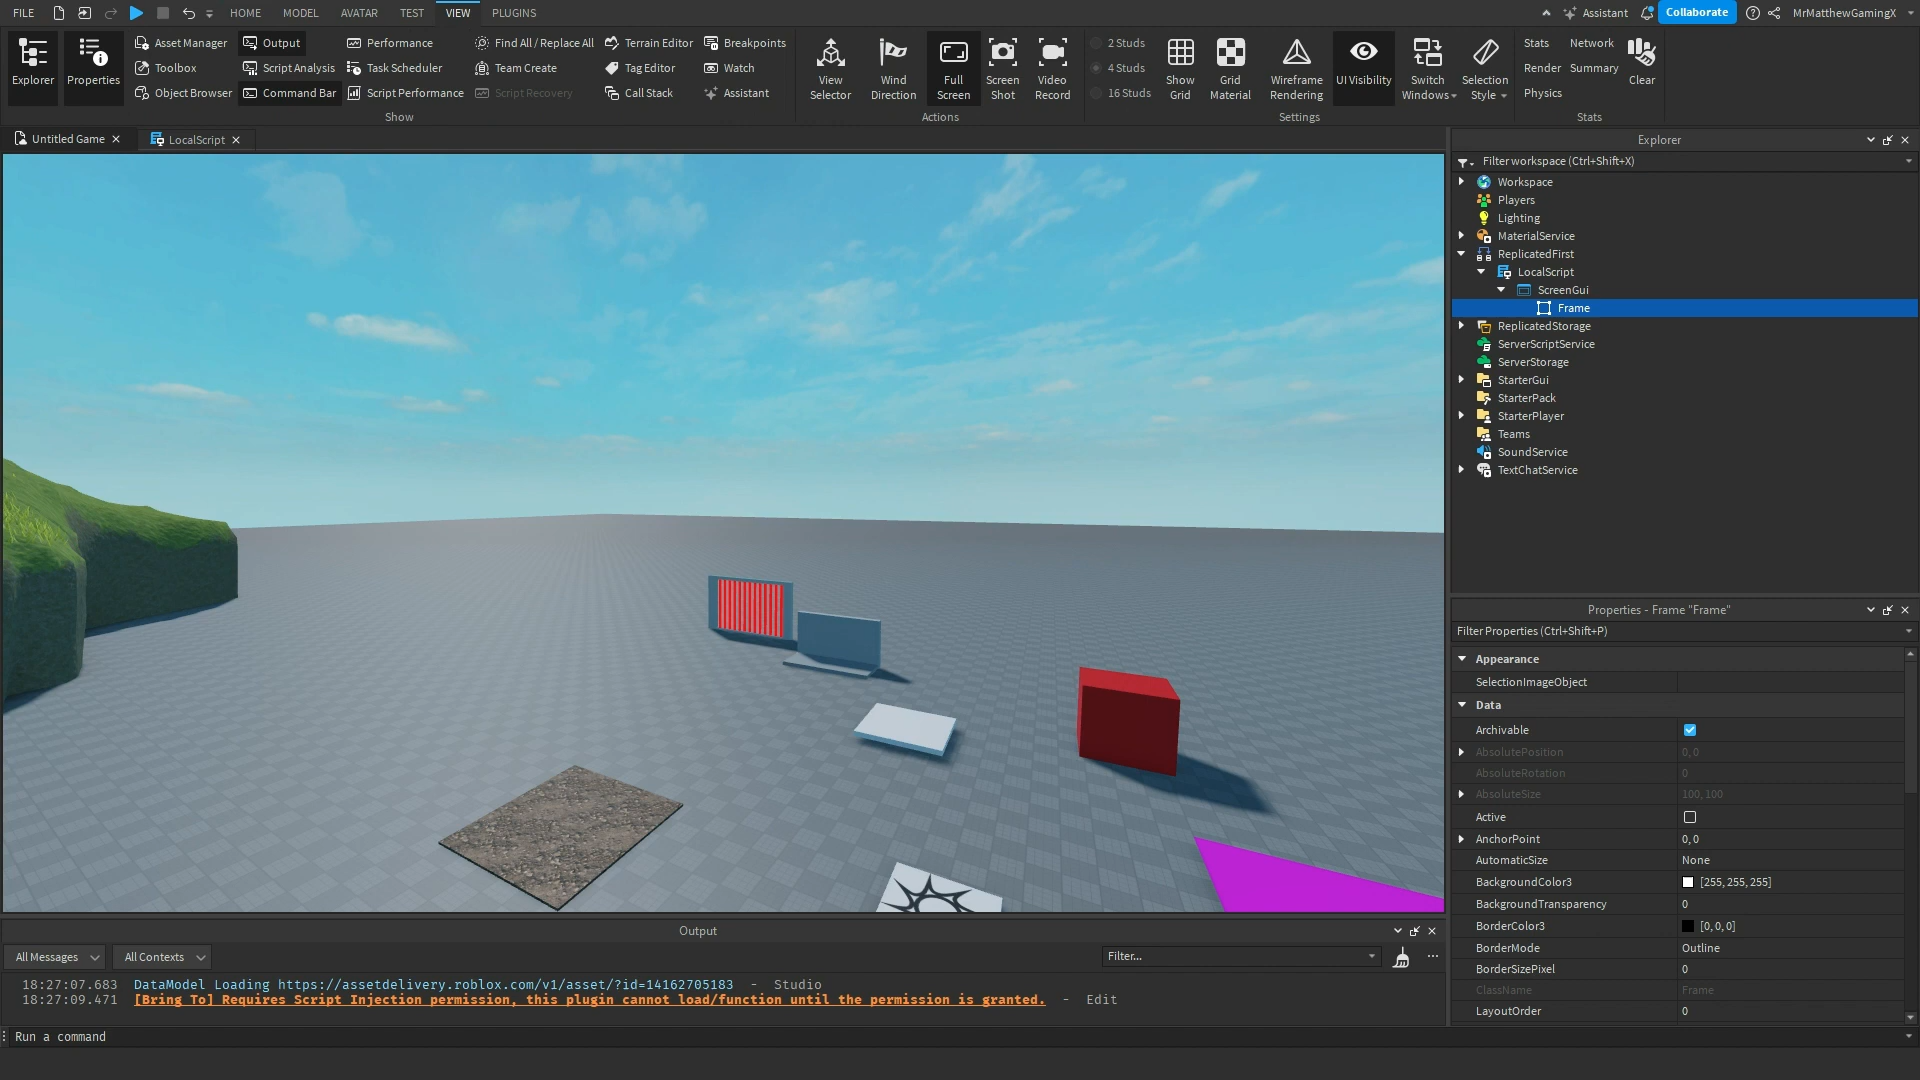 FILE HOME MODEL AVATAR TEST VIEW PLUGINS Assistant Collaborate MrMatthewGamingX
Explorer
Properties
Asset Manager
Toolbox
Object Browser
Output
Script Analysis
Command Bar
Performance
Task Scheduler
Script Performance
Find All / Replace All
Team Create
Script Recovery
Terrain Editor
Tag Editor
Call Stack
Breakpoints
Watch
Assistant
Show
View
Selector
Wind
Direction
Full
Screen
Screen
Shot
Video
Record
Actions
2 Studs
4 Studs
16 Studs
Show
Grid
Grid
Material
Wireframe
Rendering
UI Visibility
Switch
Windows
Selection
Style
Settings
Stats Network
Render Summary
Physics
Clear
Stats
Untitled Game
LocalScript
Explorer
Filter workspace (Ctrl+Shift+X)
Workspace
Players
Lighting
MaterialService
ReplicatedFirst
LocalScript
ScreenGui
Frame
ReplicatedStorage
ServerScriptService
ServerStorage
StarterGui
StarterPack
StarterPlayer
Teams
SoundService
TextChatService
Properties - Frame "Frame"
Filter Properties (Ctrl+Shift+P)
Appearance
SelectionImageObject
Data
Archivable
AbsolutePosition 0, 0
AbsoluteRotation 0
AbsoluteSize 100, 100
Active
AnchorPoint 0, 0
AutomaticSize None
BackgroundColor3 [255, 255, 255]
BackgroundTransparency 0
BorderColor3 [0, 0, 0]
BorderMode Outline
BorderSizePixel 0
ClassName Frame
LayoutOrder 0
Output
All Messages All Contexts Filter... ...
18:27:07.683 DataModel Loading https://assetdelivery.roblox.com/v1/asset/?id=14162705183 - Studio
18:27:09.471 [Bring To] Requires Script Injection permission, this plugin cannot load/function until the permission is granted. - Edit
Run a command